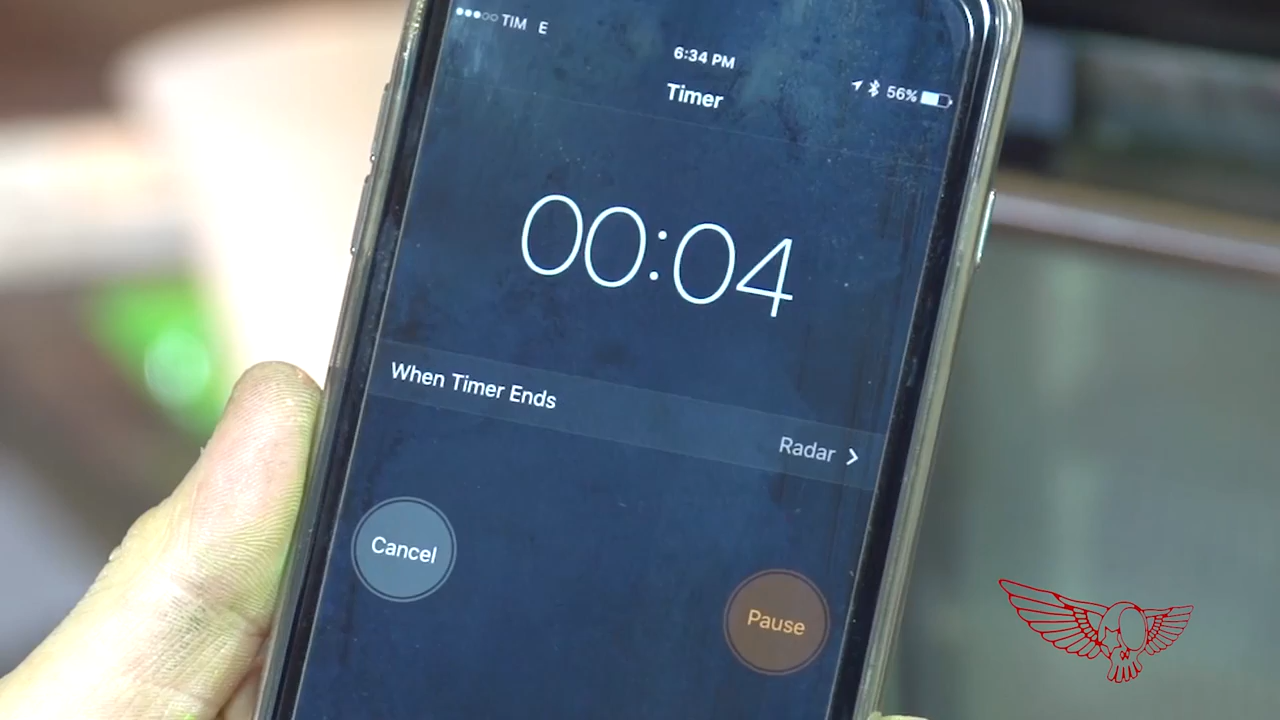 TIM E
6:34 PM
56%
Timer
00:04
When Timer Ends
Radar
Cancel
Pause